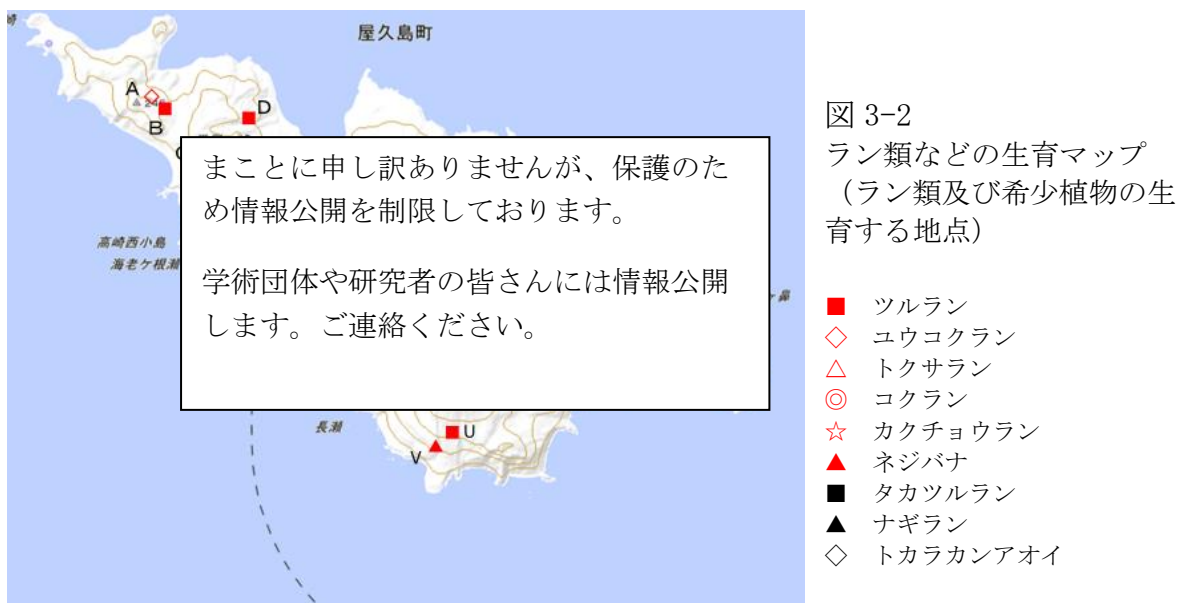 屋久島町
A
246
D
B
まことに申し訳ありませんが、保護のた
め情報公開を制限しております。
学術団体や研究者の皆さんには情報公開
します。ご連絡ください。
高崎西小島
海老ケ根瀬
鼻
長瀬
U
V
図 3-2
ラン類などの生育マップ
（ラン類及び希少植物の生
育する地点）
■ ツルラン
◇ ユウコクラン
△ トクサラン
◎ コクラン
☆ カクチョウラン
▲ ネジバナ
■ タカツルラン
▲ ナギラン
◇ トカラカンアオイ